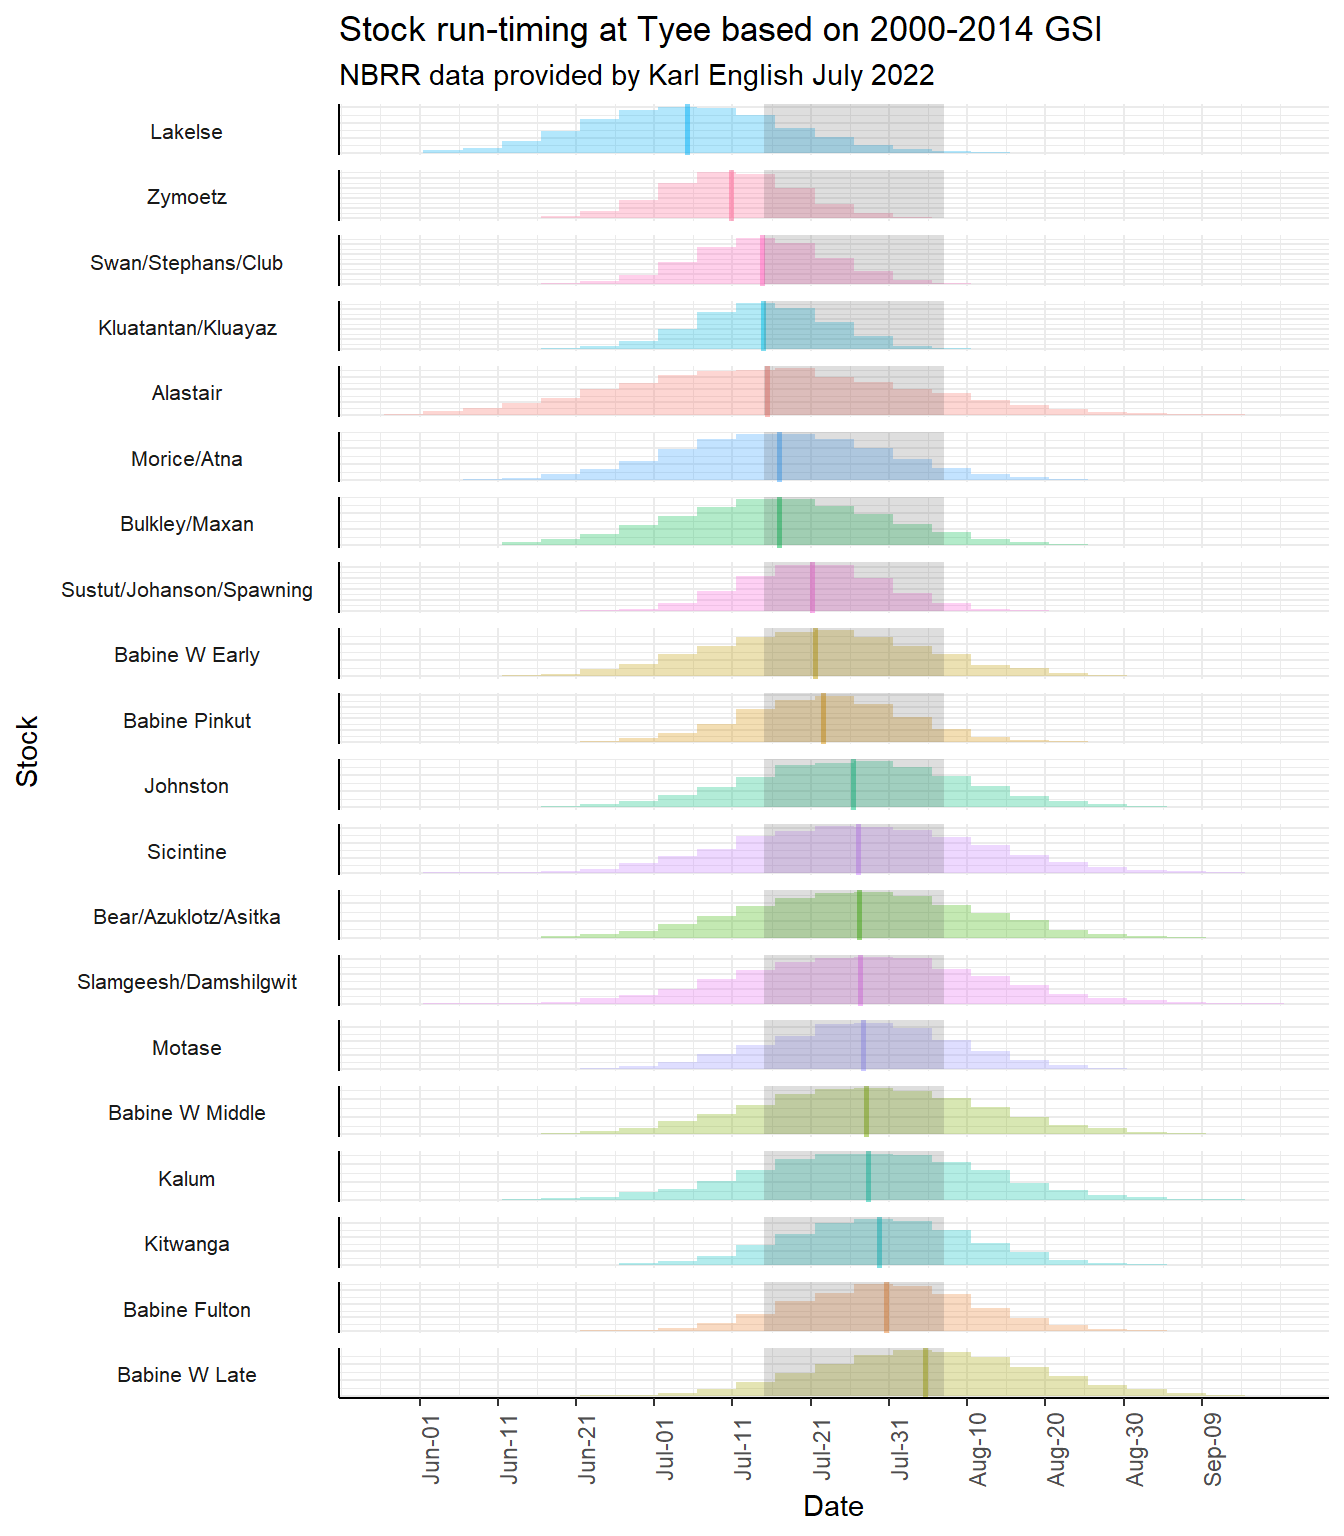 Stock run-timing at Tyee based on 2000-2014 GSI
NBRR data provided by Karl English July 2022
Lakelse
Zymoetz
Swan/Stephans/Club
Kluatantan/Kluayaz
Alastair
Morice/Atna
Bulkley/Maxan
Sustut/Johanson/Spawning
Babine W Early
Babine Pinkut
Johnston
Sicintine
Bear/Azuklotz/Asitka
Slamgeesh/Damshilgwit
Motase
Babine W Middle
Kalum
Kitwanga
Babine Fulton
Babine W Late
Stock
Jun-01
Jun-11
Jun-21
Jul-01
Jul-11
Jul-21
Jul-31
Aug-10
Aug-20
Aug-30
Sep-09
Date